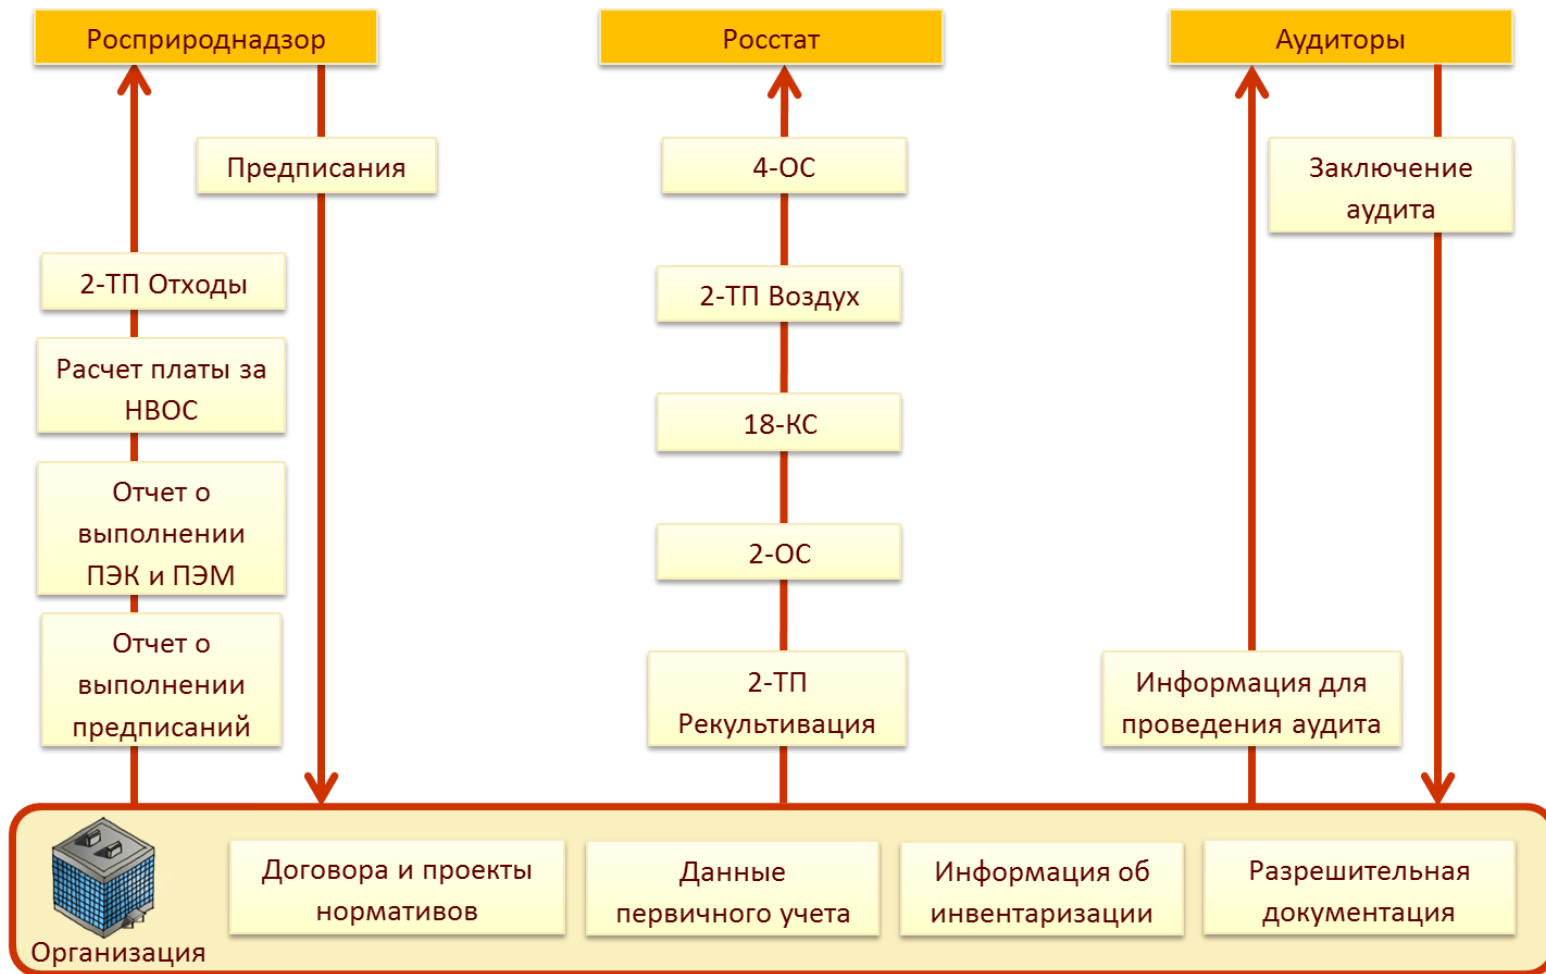 Росприроднадзор
Росстат
Аудиторы
Предписания
4-ОС
Заключение
аудита
2-ТП Отходы
2-ТП Воздух
Расчет платы за
НВОС
18-КС
Отчет о
выполнении
ПЭК и ПЭМ
2-ОС
Отчет о
выполнении
предписаний
2-ТП
Рекультивация
Информация для
проведения аудита
Договора и проекты
нормативов
Данные
первичного учета
Информация об
инвентаризации
Разрешительная
документация
Организация